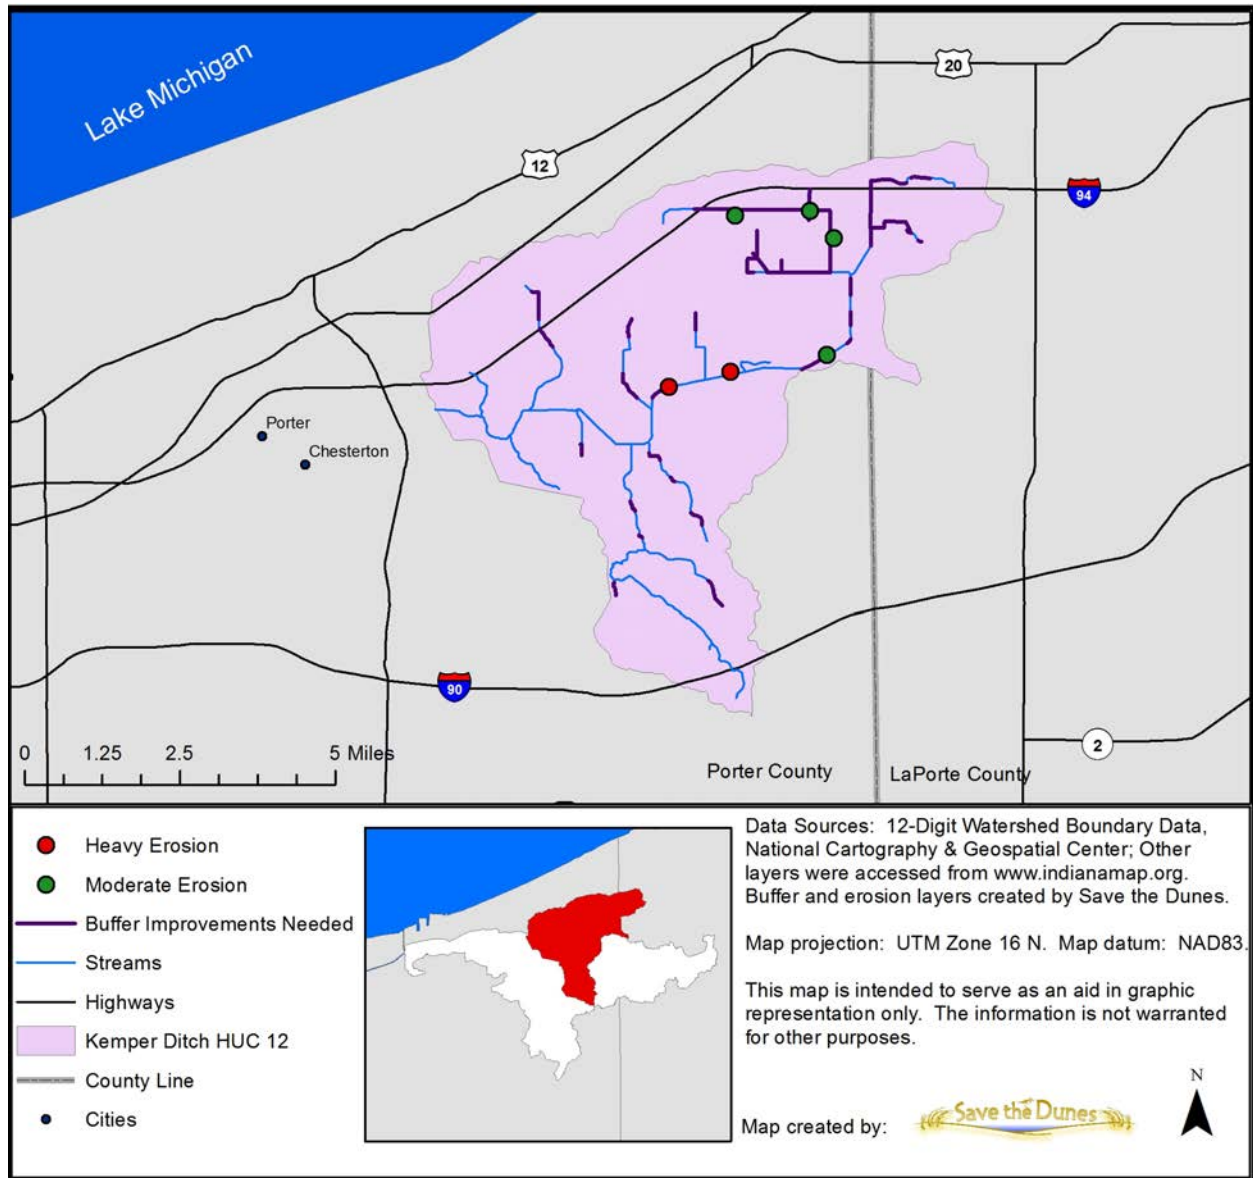 Lake Michigan
20
12
94
Porter
Chesterton
90
2
0 1.25 2.5 5 Miles
Porter County
LaPorte County
Heavy Erosion
Moderate Erosion
Buffer Improvements Needed
Streams
Highways
Kemper Ditch HUC 12
County Line
Cities
Data Sources: 12-Digit Watershed Boundary Data,
National Cartography & Geospatial Center; Other
layers were accessed from www.indianamap.org.
Buffer and erosion layers created by Save the Dunes.
Map projection: UTM Zone 16 N. Map datum: NAD83.
This map is intended to serve as an aid in graphic
representation only. The information is not warranted
for other purposes.
Map created by:
Save the Dunes
N